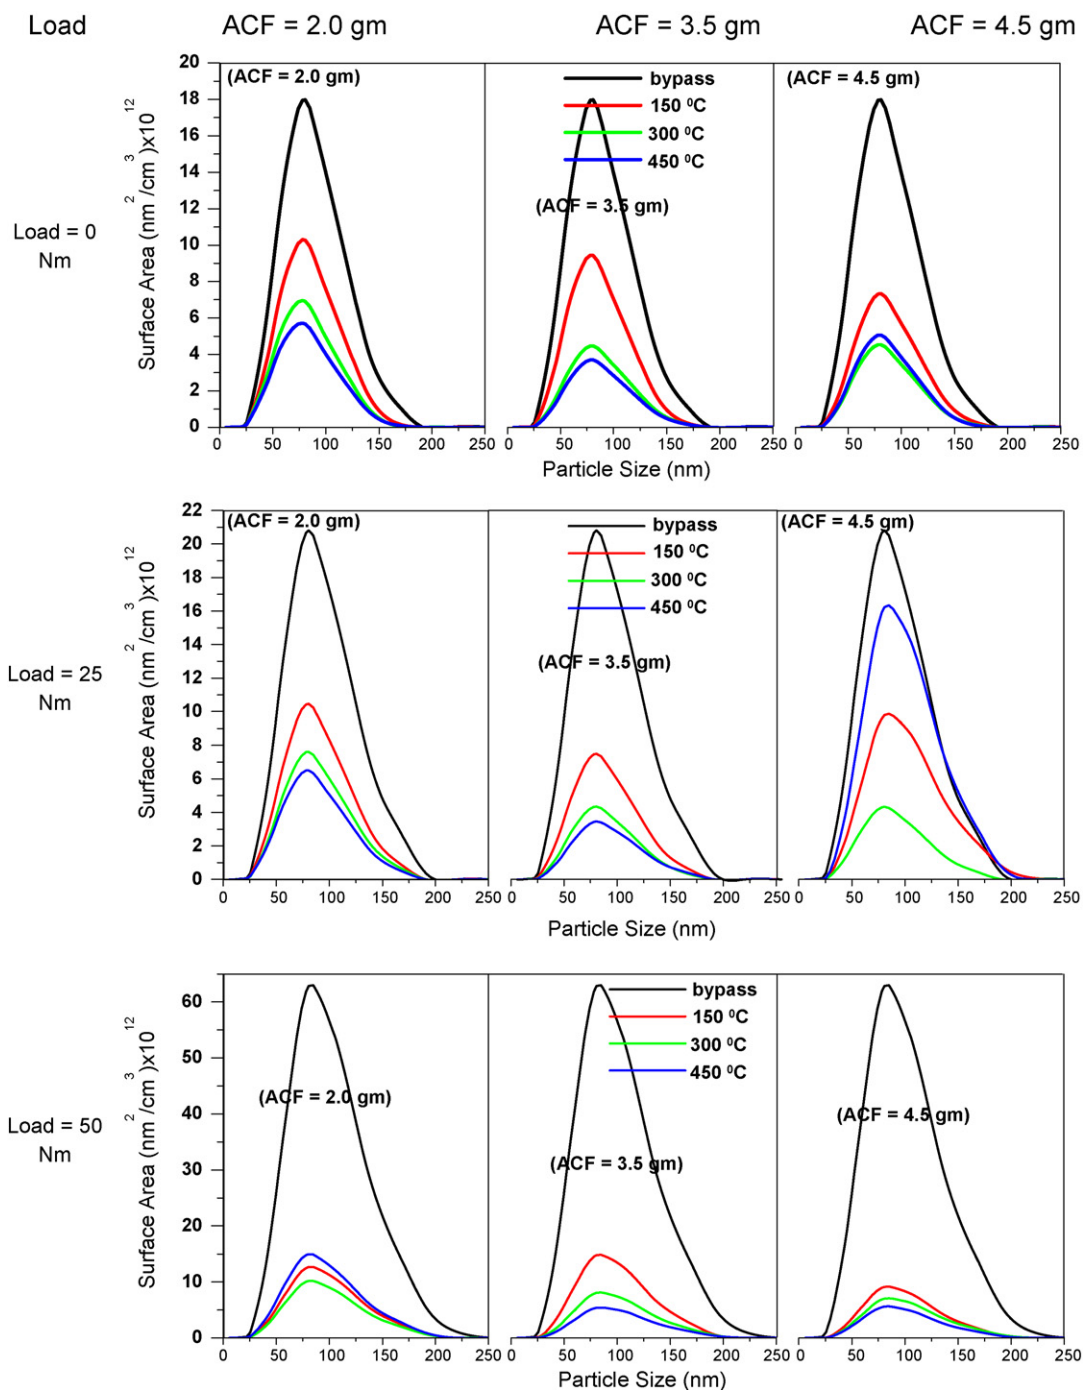 Load ACF = 2.0 gm ACF = 3.5 gm ACF = 4.5 gm
Load = 0
Nm
Surface Area (nm2/cm3)x1012
20
18
16
14
12
10
8
6
4
2
0
(ACF = 2.0 gm)
bypass
150 0C
300 0C
450 0C
(ACF = 3.5 gm)
(ACF = 4.5 gm)
0 50 100 150 200 250 0 50 100 150 200 250 0 50 100 150 200 250
Particle Size (nm)
Load = 25
Nm
Surface Area (nm2/cm3)x1012
22
20
18
16
14
12
10
8
6
4
2
0
(ACF = 2.0 gm)
bypass
150 0C
300 0C
450 0C
(ACF = 3.5 gm)
(ACF = 4.5 gm)
0 50 100 150 200 250 0 50 100 150 200 250 0 50 100 150 200 250
Particle Size (nm)
Load = 50
Nm
Surface Area (nm2/cm3)x1012
60
50
40
30
20
10
0
(ACF = 2.0 gm)
bypass
150 0C
300 0C
450 0C
(ACF = 3.5 gm)
(ACF = 4.5 gm)
0 50 100 150 200 250 0 50 100 150 200 250 0 50 100 150 200 250
Particle Size (nm)